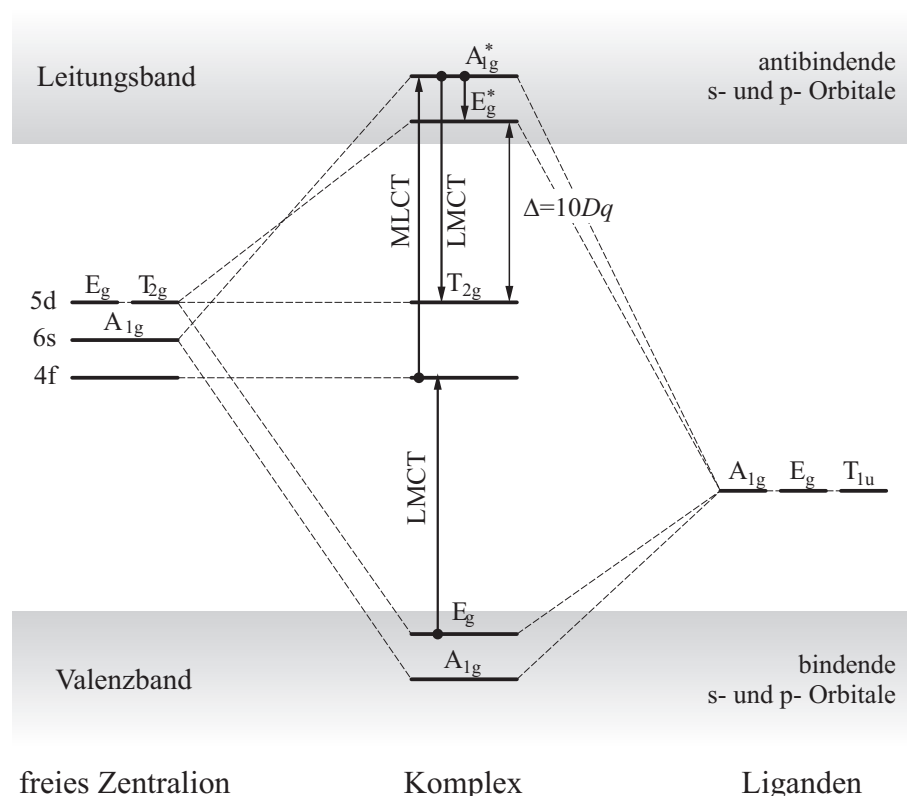 Leitungsband
A*1g
antibindende
s- und p- Orbitale
E*g
MLCT
LMCT
Δ=10Dq
5d
Eg
T2g
T2g
6s
A1g
4f
LMCT
A1g
Eg
T1u
Eg
Valenzband
A1g
bindende
s- und p- Orbitale
freies Zentralion
Komplex
Liganden